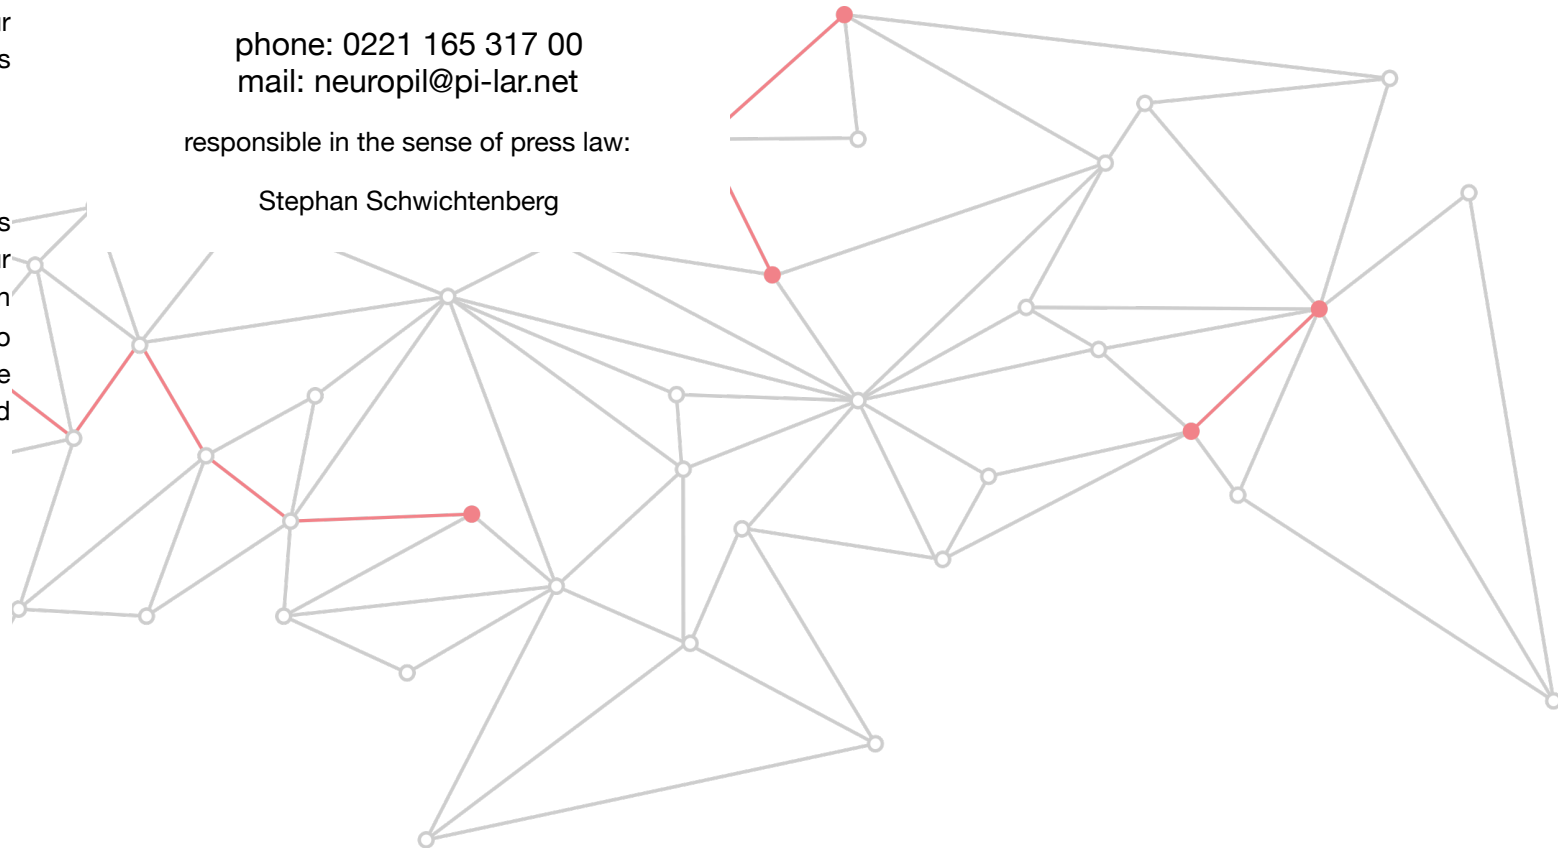 phone: 0221 165 317 00
mail: neuropil@pi-lar.net
responsible in the sense of press law:
Stephan Schwichtenberg